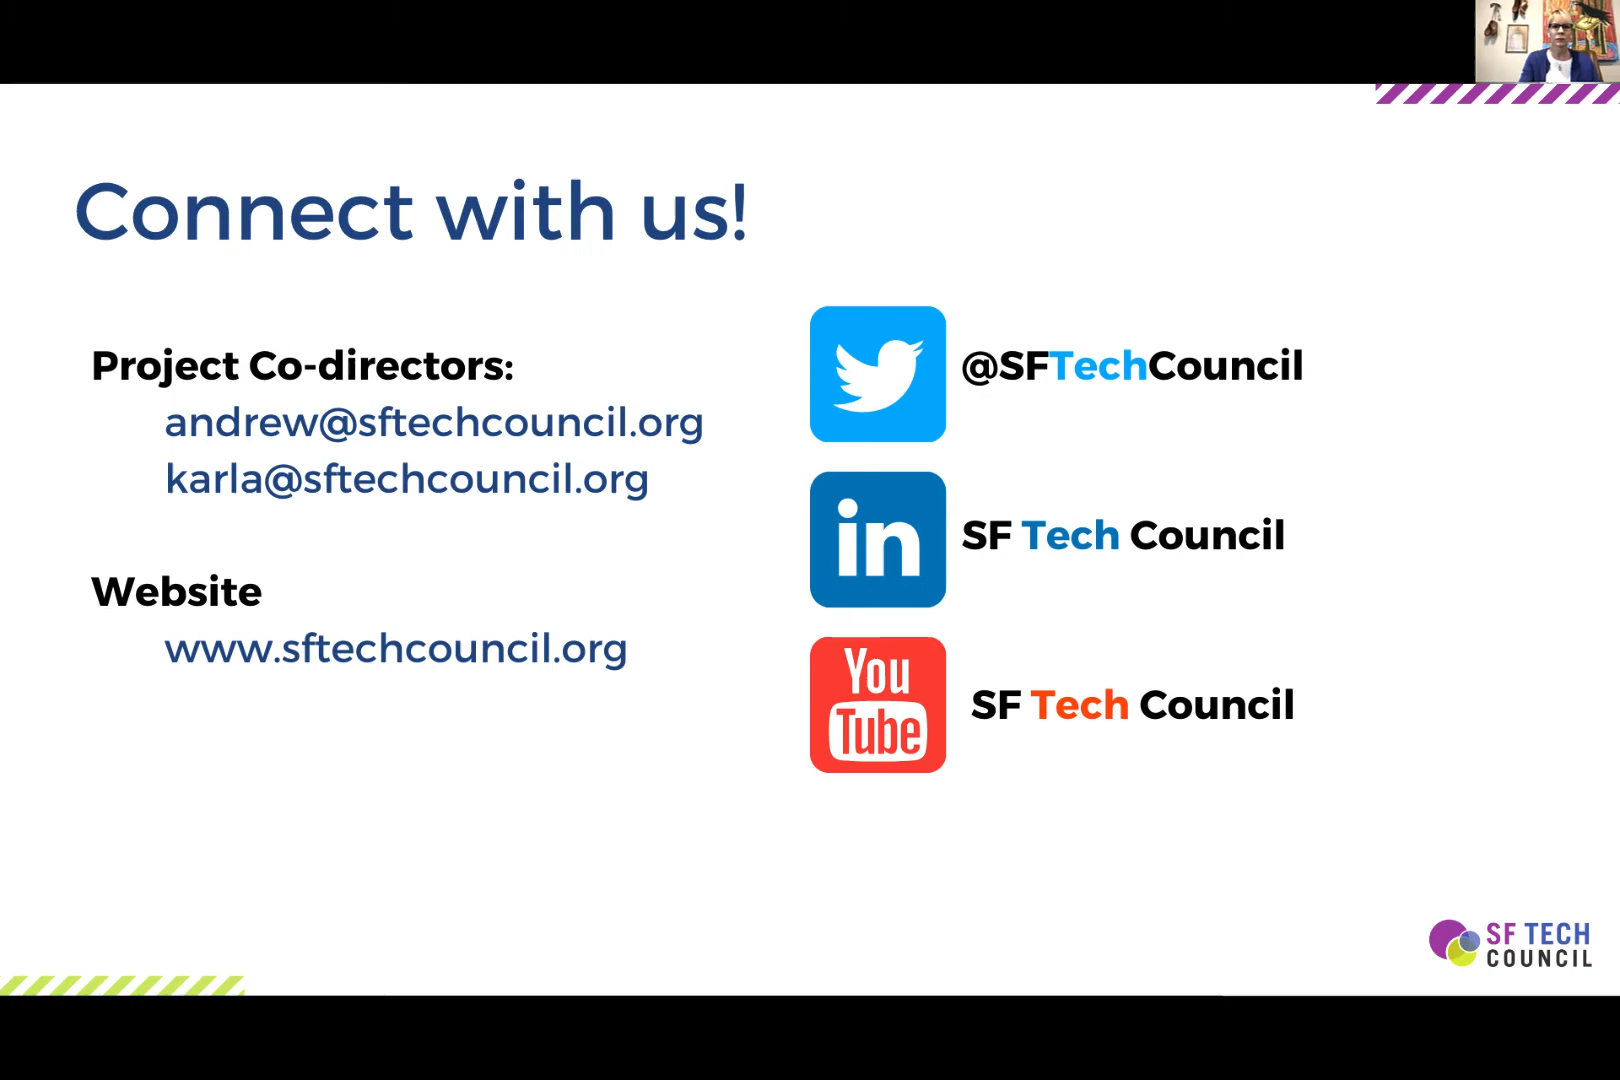 Connect with us!
Project Co-directors:
andrew@sftechcouncil.org
karla@sftechcouncil.org
Website
www.sftechcouncil.org
@SFTechCouncil
in
SF Tech Council
You
Tube
SF Tech Council
SF TECH
COUNCIL